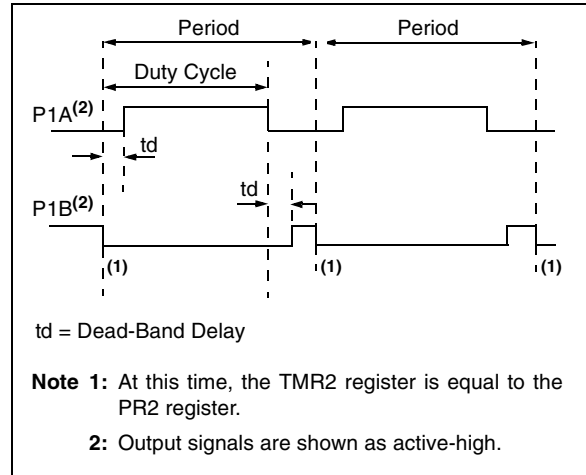 Period Period
Duty Cycle
P1A(2)
td
td
P1B(2)
(1) (1) (1)
td = Dead-Band Delay
Note 1: At this time, the TMR2 register is equal to the
PR2 register.
2: Output signals are shown as active-high.